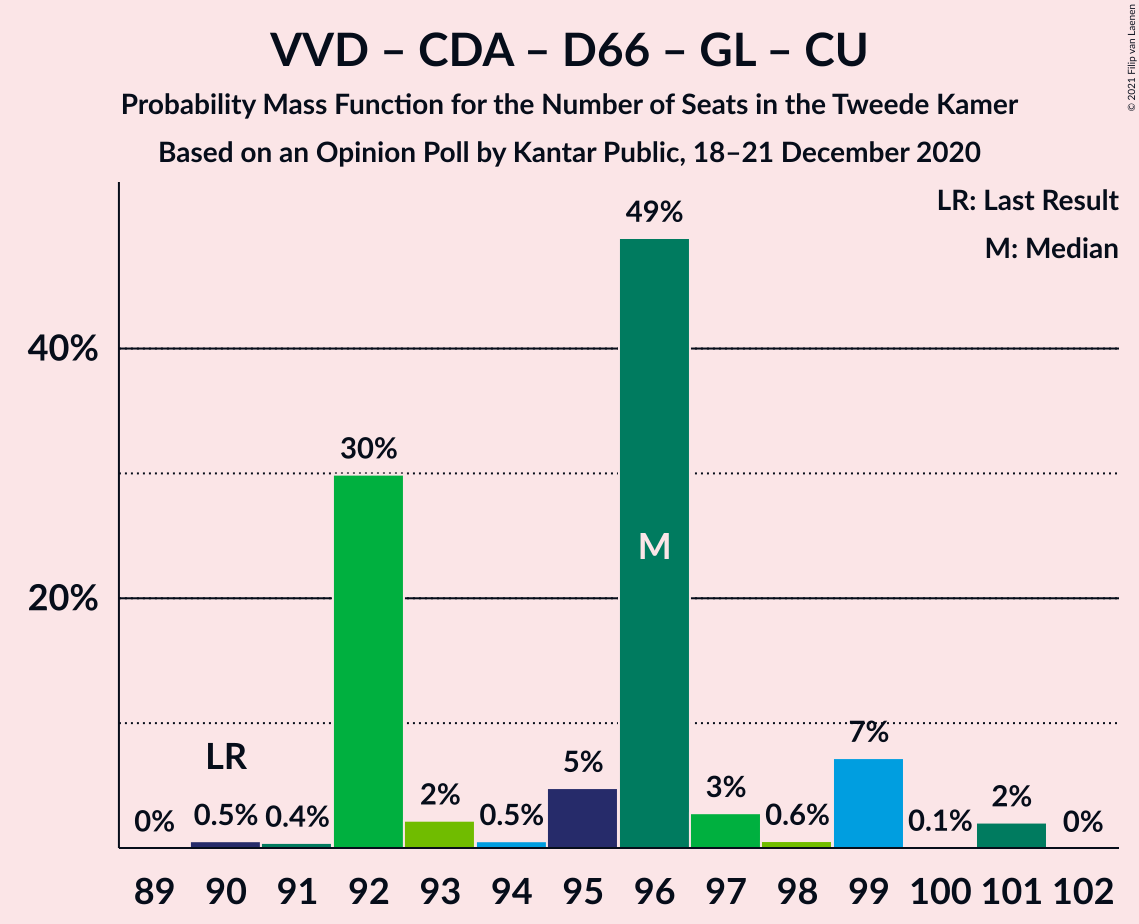 VVD – CDA – D66 – GL – CU
Probability Mass Function for the Number of Seats in the Tweede Kamer
Based on an Opinion Poll by Kantar Public, 18–21 December 2020
© 2021 Filip van Laenen
LR: Last Result
M: Median
49%
40%
30%
M
20%
LR
7%
5%
0% 0.5% 0.4% 2% 0.5% 3% 0.6% 0.1% 2% 0%
89 90 91 92 93 94 95 96 97 98 99 100 101 102